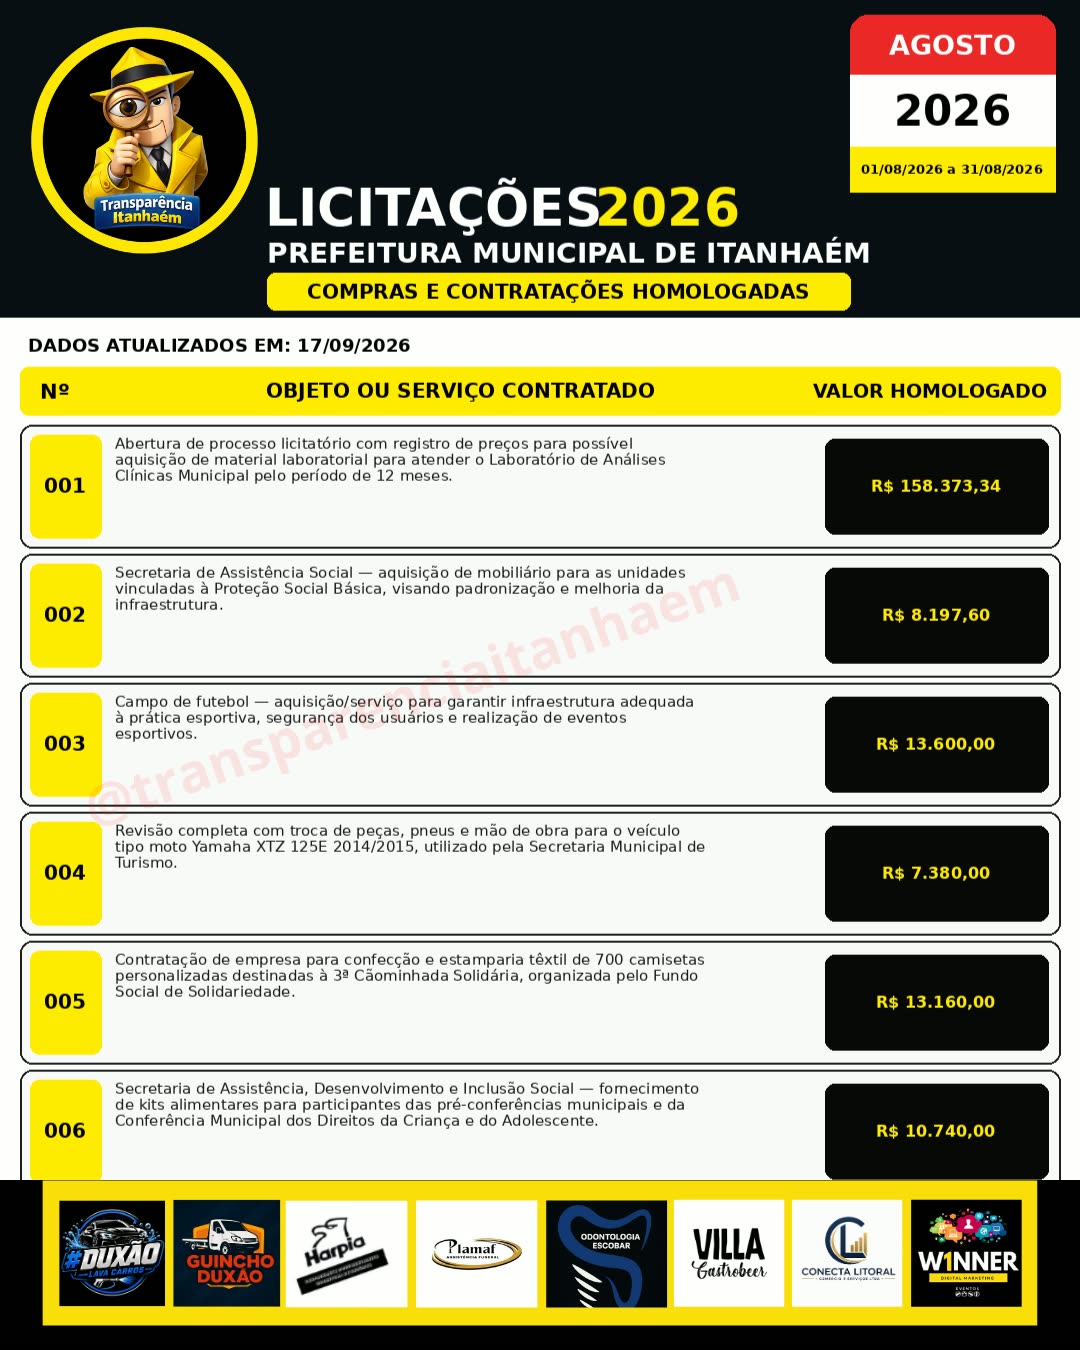 AGOSTO
2026
01/08/2026 a 31/08/2026
Transparência
Itanhaém
LICITAÇÕES2026
PREFEITURA MUNICIPAL DE ITANHAÉM
COMPRAS E CONTRATAÇÕES HOMOLOGADAS
DADOS ATUALIZADOS EM: 17/09/2026
Nº OBJETO OU SERVIÇO CONTRATADO VALOR HOMOLOGADO
001
Abertura de processo licitatório com registro de preços para possível
aquisição de material laboratorial para atender o Laboratório de Análises
Clínicas Municipal pelo período de 12 meses.
R$ 158.373,34
002
Secretaria de Assistência Social — aquisição de mobiliário para as unidades
vinculadas à Proteção Social Básica, visando padronização e melhoria da
infraestrutura.
R$ 8.197,60
003
Campo de futebol — aquisição/serviço para garantir infraestrutura adequada
à prática esportiva, segurança dos usuários e realização de eventos
esportivos.
R$ 13.600,00
@transparenciaitanhaem
004
Revisão completa com troca de peças, pneus e mão de obra para o veículo
tipo moto Yamaha XTZ 125E 2014/2015, utilizado pela Secretaria Municipal de
Turismo.
R$ 7.380,00
005
Contratação de empresa para confecção e estamparia têxtil de 700 camisetas
personalizadas destinadas à 3ª Cãominhada Solidária, organizada pelo Fundo
Social de Solidariedade.
R$ 13.160,00
006
Secretaria de Assistência, Desenvolvimento e Inclusão Social — fornecimento
de kits alimentares para participantes das pré-conferências municipais e da
Conferência Municipal dos Direitos da Criança e do Adolescente.
R$ 10.740,00
#DUXÃO
LAVA CARROS
GUINCHO
DUXÃO
Harpia
Plamaf
ASSISTÊNCIA FUNERAL
ODONTOLOGIA
ESCOBAR
VILLA
Gastrobeer
CONECTA LITORAL
COMÉRCIO E SERVIÇOS LTDA
W1NNER
DIGITAL MARKETING
EVENTOS